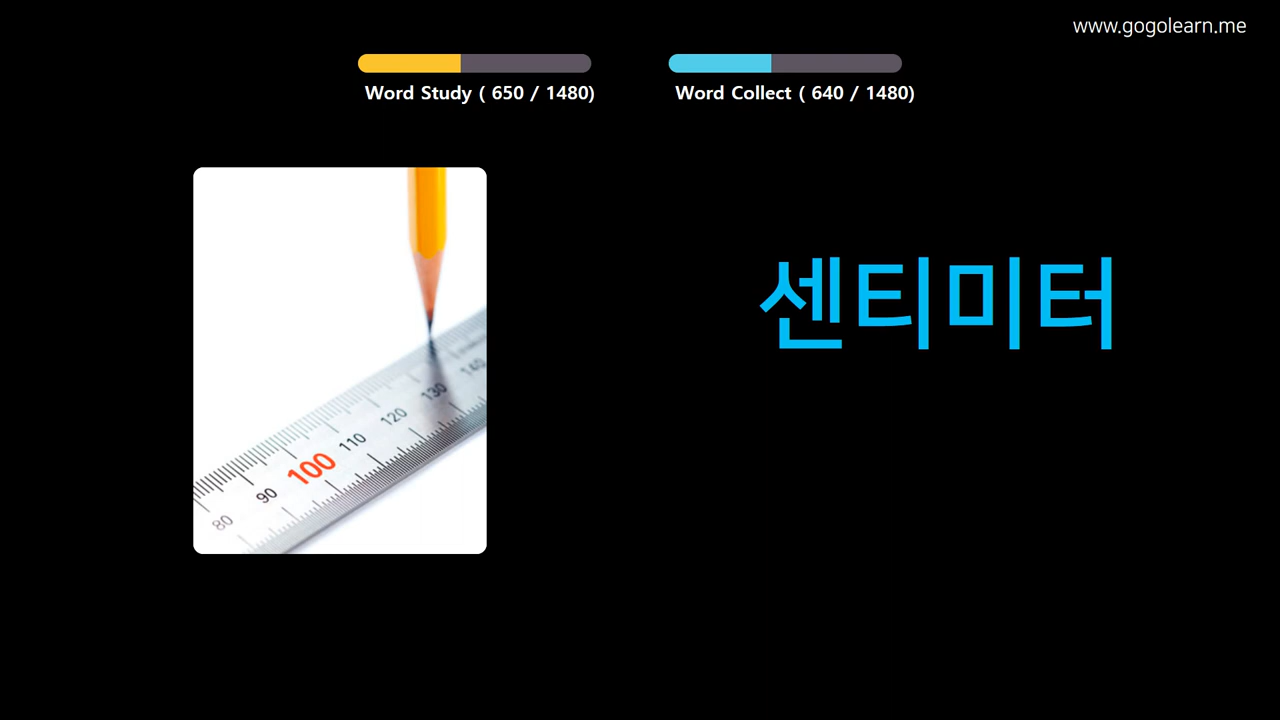 www.gogolearn.me
Word Study ( 650 / 1480)
Word Collect ( 640 / 1480)
센티미터
80
90
100
110
120
130
140